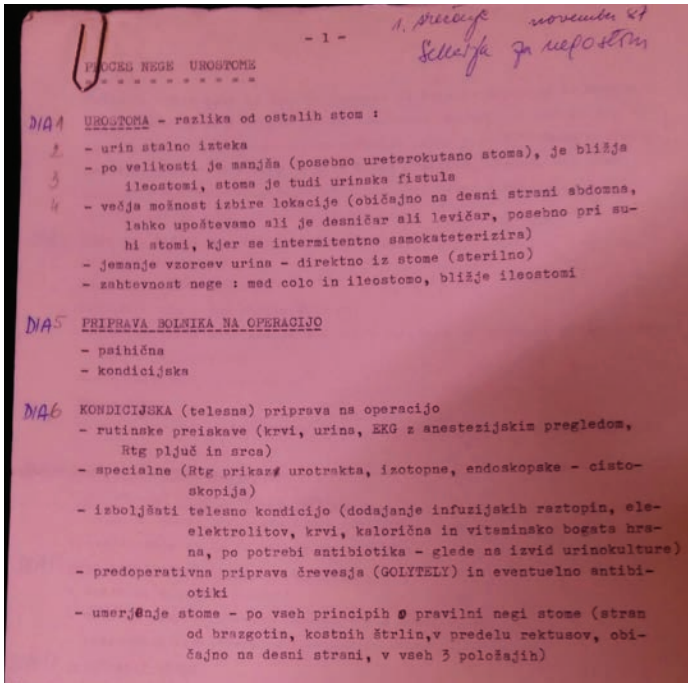 - 1 -
1. srečanje november 87
Sekcija za nego stom
PROCES NEGE UROSTOME
DIA 1 UROSTOMA - razlika od ostalih stom :
2 - urin stalno izteka
- po velikosti je manjša (posebno ureterokutano stoma), je bližja
3 ileostomi, stoma je tudi urinska fistula
4 - večja možnost izbire lokacije (običajno na desni strani abdomna,
lahko upoštevamo ali je desničar ali levičar, posebno pri su-
hi stomi, kjer se intermitentno samokateterizira)
- jemanje vzorcev urina - direktno iz stome (sterilno)
- zahtevnost nege : med colo in ileostomo, bližje ileostomi
DIA 5 PRIPRAVA BOLNIKA NA OPERACIJO
- psihična
- kondicijska
DIA 6 KONDICIJSKA (telesna) priprava na operacijo
- rutinske preiskave (krvi, urina, EKG z anestezijskim pregledom,
Rtg pljuč in srca)
- specialne (Rtg prikaz urotrakta, izotopne, endoskopske - cisto-
skopija)
- izboljšati telesno kondicijo (dodajanje infuzijskih raztopin, ele-
elektrolitov, krvi, kalorična in vitaminsko bogata hra-
na, po potrebi antibiotika - glede na izvid urinokulture)
- predoperativna priprava črevesja (GOLYTELY) in eventuelno antibi-
otiki
- umerjenje stome - po vseh principih o pravilni negi stome (stran
od brazgotin, kostnih štrlin,v predelu rektusov, obi-
čajno na desni strani, v vseh 3 položajih)